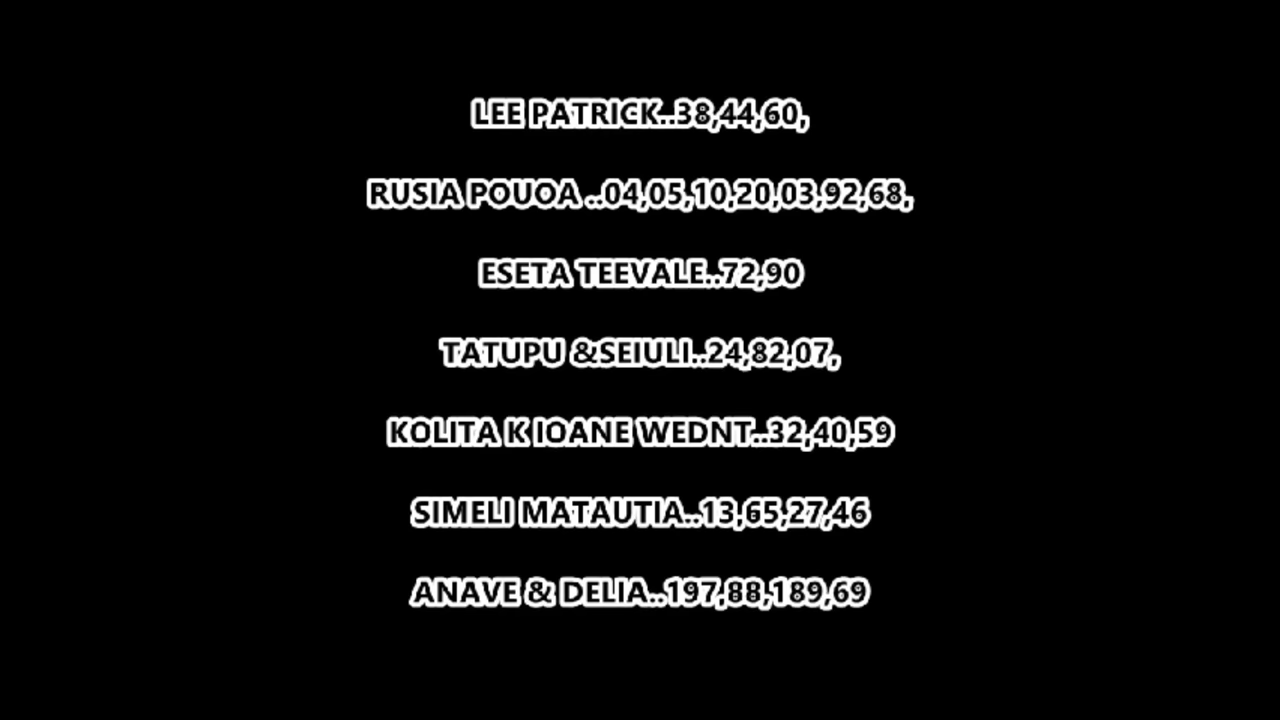 LEE PATRICK..38,44,60,
RUSIA POUOA ..04,05,10,20,03,92,68,
ESETA TEEVALE..72,90
TATUPU &SEIULI..24,82,07,
KOLITA K IOANE WEDNT..32,40,59
SIMELI MATAUTIA..13,65,27,46
ANAVE & DELIA..197,88,189,69